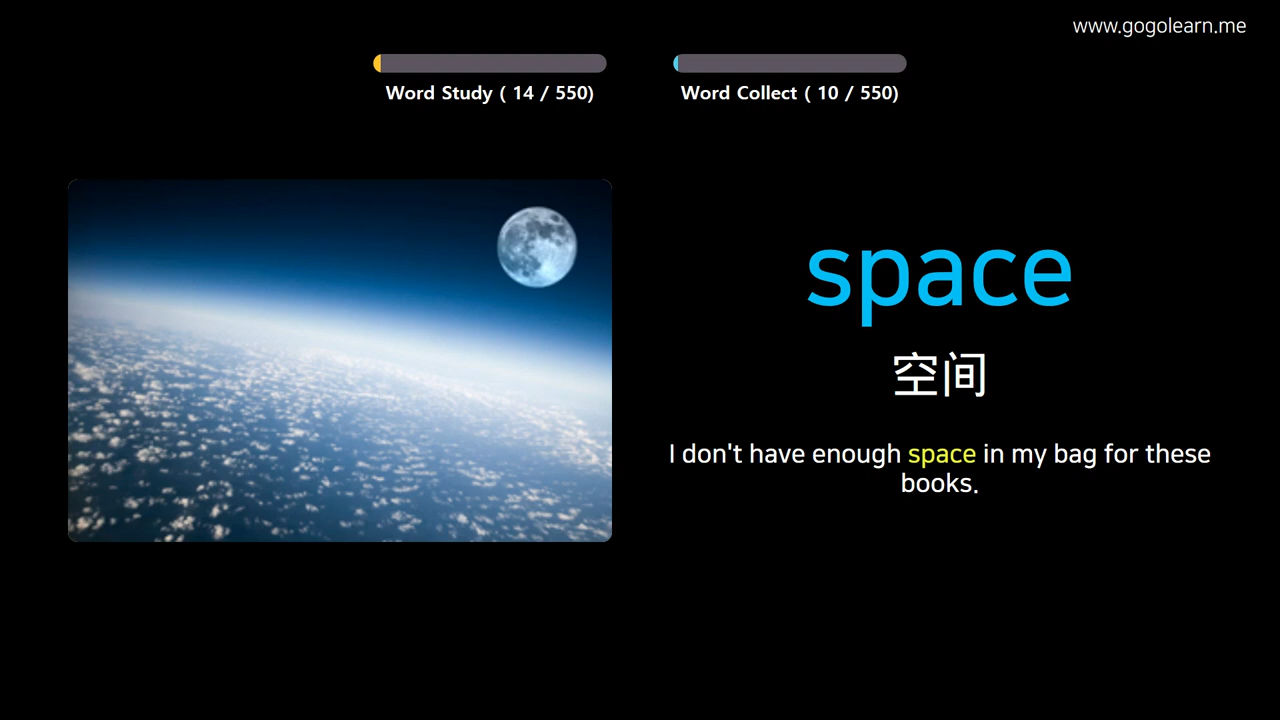 www.gogolearn.me
Word Study ( 14 / 550)
Word Collect ( 10 / 550)
space
空间
I don't have enough space in my bag for these
books.